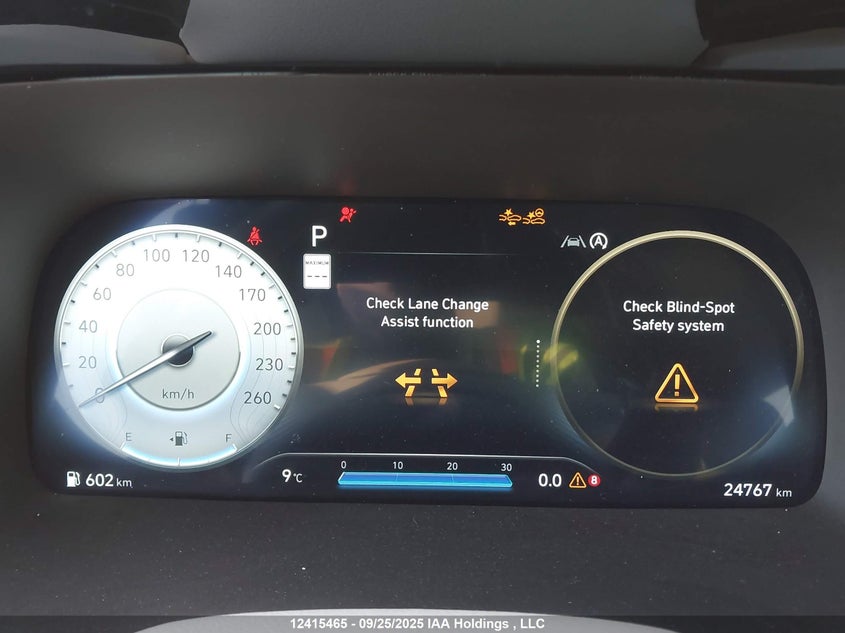 P
MAXIMUM
---
0
20
40
60
80
100
120
140
170
200
230
260
km/h
E
F
Check Lane Change
Assist function
A
Check Blind-Spot
Safety system
602 km
9 °C
0 10 20 30
0.0
8
24767 km
12415465 - 09/25/2025 IAA Holdings , LLC